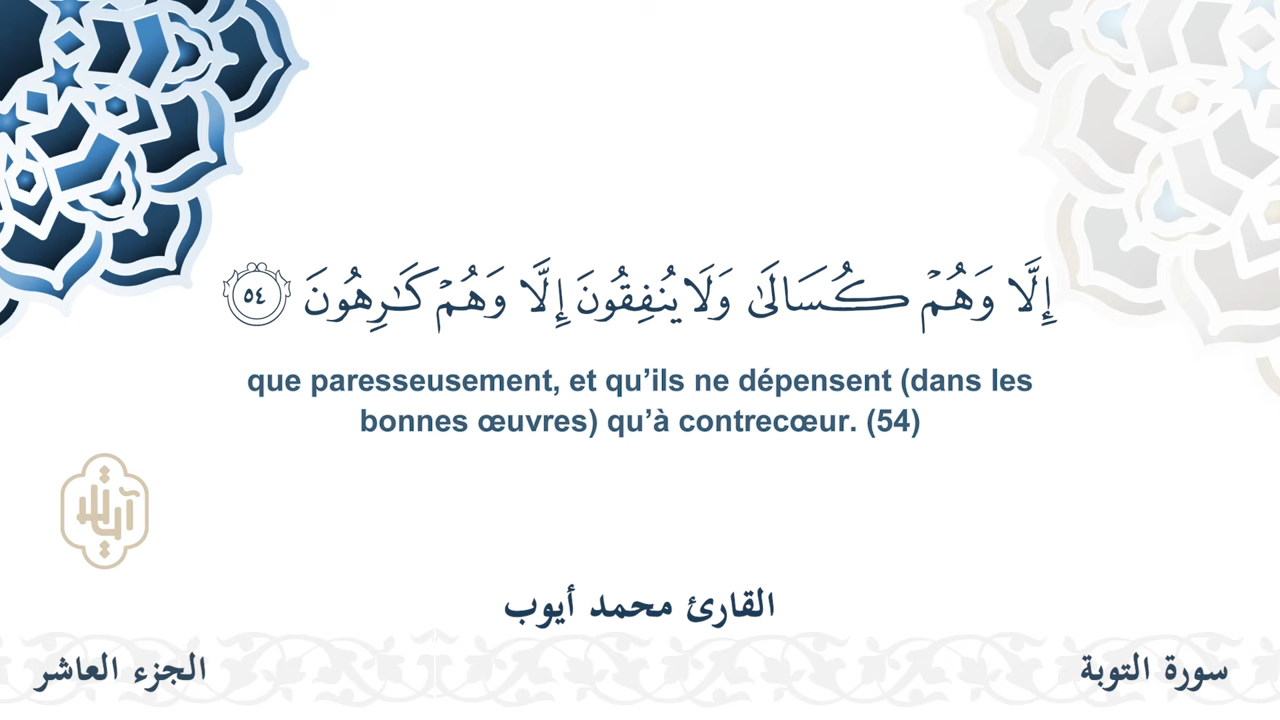 إِلَّا وَهُمْ كُسَالَىٰ وَلَا يُنفِقُونَ إِلَّا وَهُمْ كَـٰرِهُونَ ٥٤
que paresseusement, et qu’ils ne dépensent (dans les
bonnes œuvres) qu’à contrecœur. (54)
آيات
القارئ محمد أيوب
سورة التوبة
الجزء العاشر